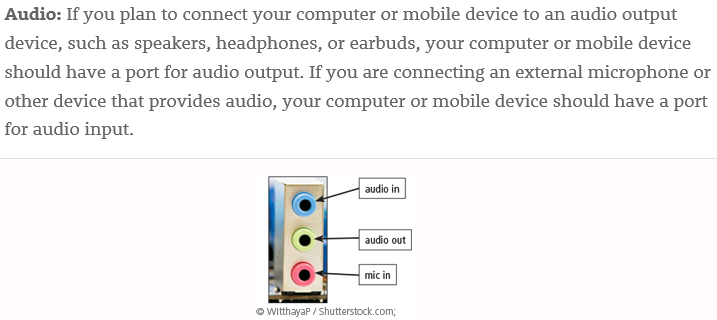 Audio: If you plan to connect your computer or mobile device to an audio output
device, such as speakers, headphones, or earbuds, your computer or mobile device
should have a port for audio output. If you are connecting an external microphone or
other device that provides audio, your computer or mobile device should have a port
for audio input.
audio in
audio out
mic in
© WitthayaP / Shutterstock.com;